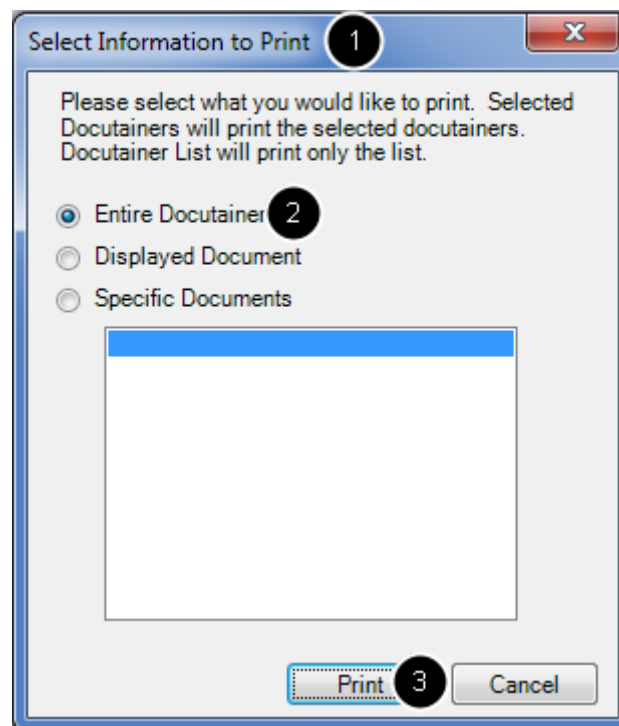 Select Information to Print 1 X
Please select what you would like to print. Selected
Docutainers will print the selected docutainers.
Docutainer List will print only the list.
Entire Docutainer 2
Displayed Document
Specific Documents
Print 3 Cancel